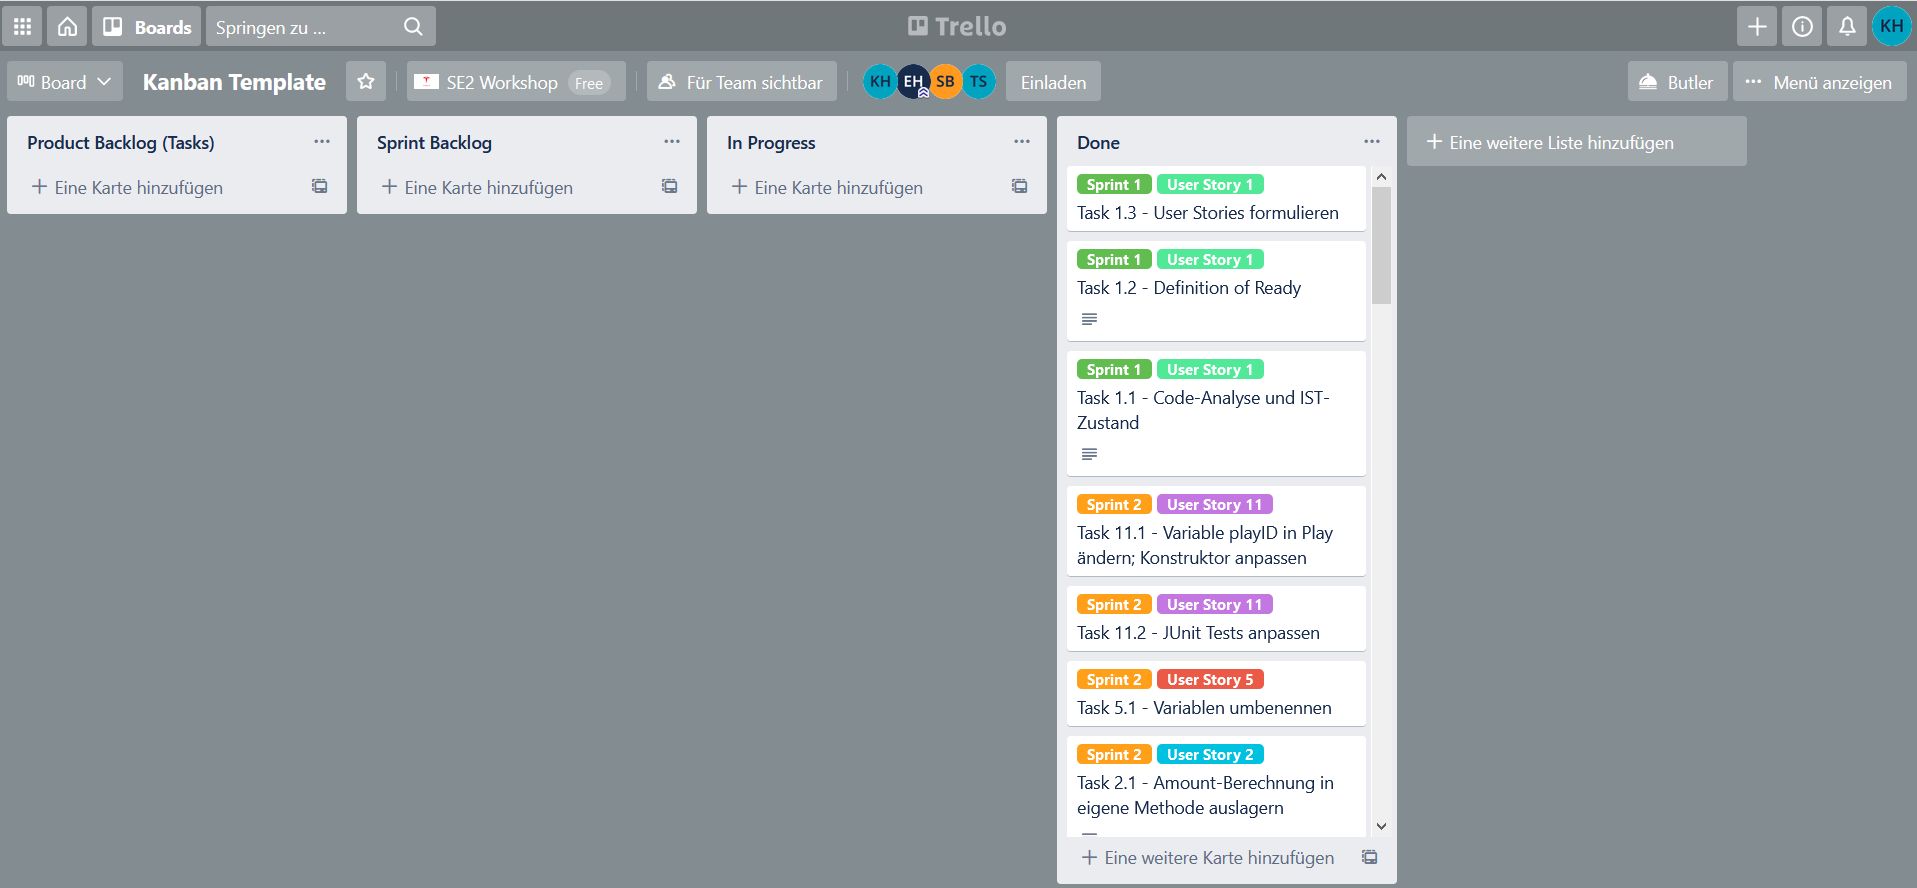 Boards
Springen zu ...
Trello
KH
Board
Kanban Template
SE2 Workshop Free
Für Team sichtbar
KH EH SB TS
Einladen
Butler
Menü anzeigen
Product Backlog (Tasks)
Eine Karte hinzufügen
Sprint Backlog
Eine Karte hinzufügen
In Progress
Eine Karte hinzufügen
Done
Sprint 1 User Story 1
Task 1.3 - User Stories formulieren
Sprint 1 User Story 1
Task 1.2 - Definition of Ready
Sprint 1 User Story 1
Task 1.1 - Code-Analyse und IST-
Zustand
Sprint 2 User Story 11
Task 11.1 - Variable playID in Play
ändern; Konstruktor anpassen
Sprint 2 User Story 11
Task 11.2 - JUnit Tests anpassen
Sprint 2 User Story 5
Task 5.1 - Variablen umbenennen
Sprint 2 User Story 2
Task 2.1 - Amount-Berechnung in
eigene Methode auslagern
Eine weitere Karte hinzufügen
Eine weitere Liste hinzufügen